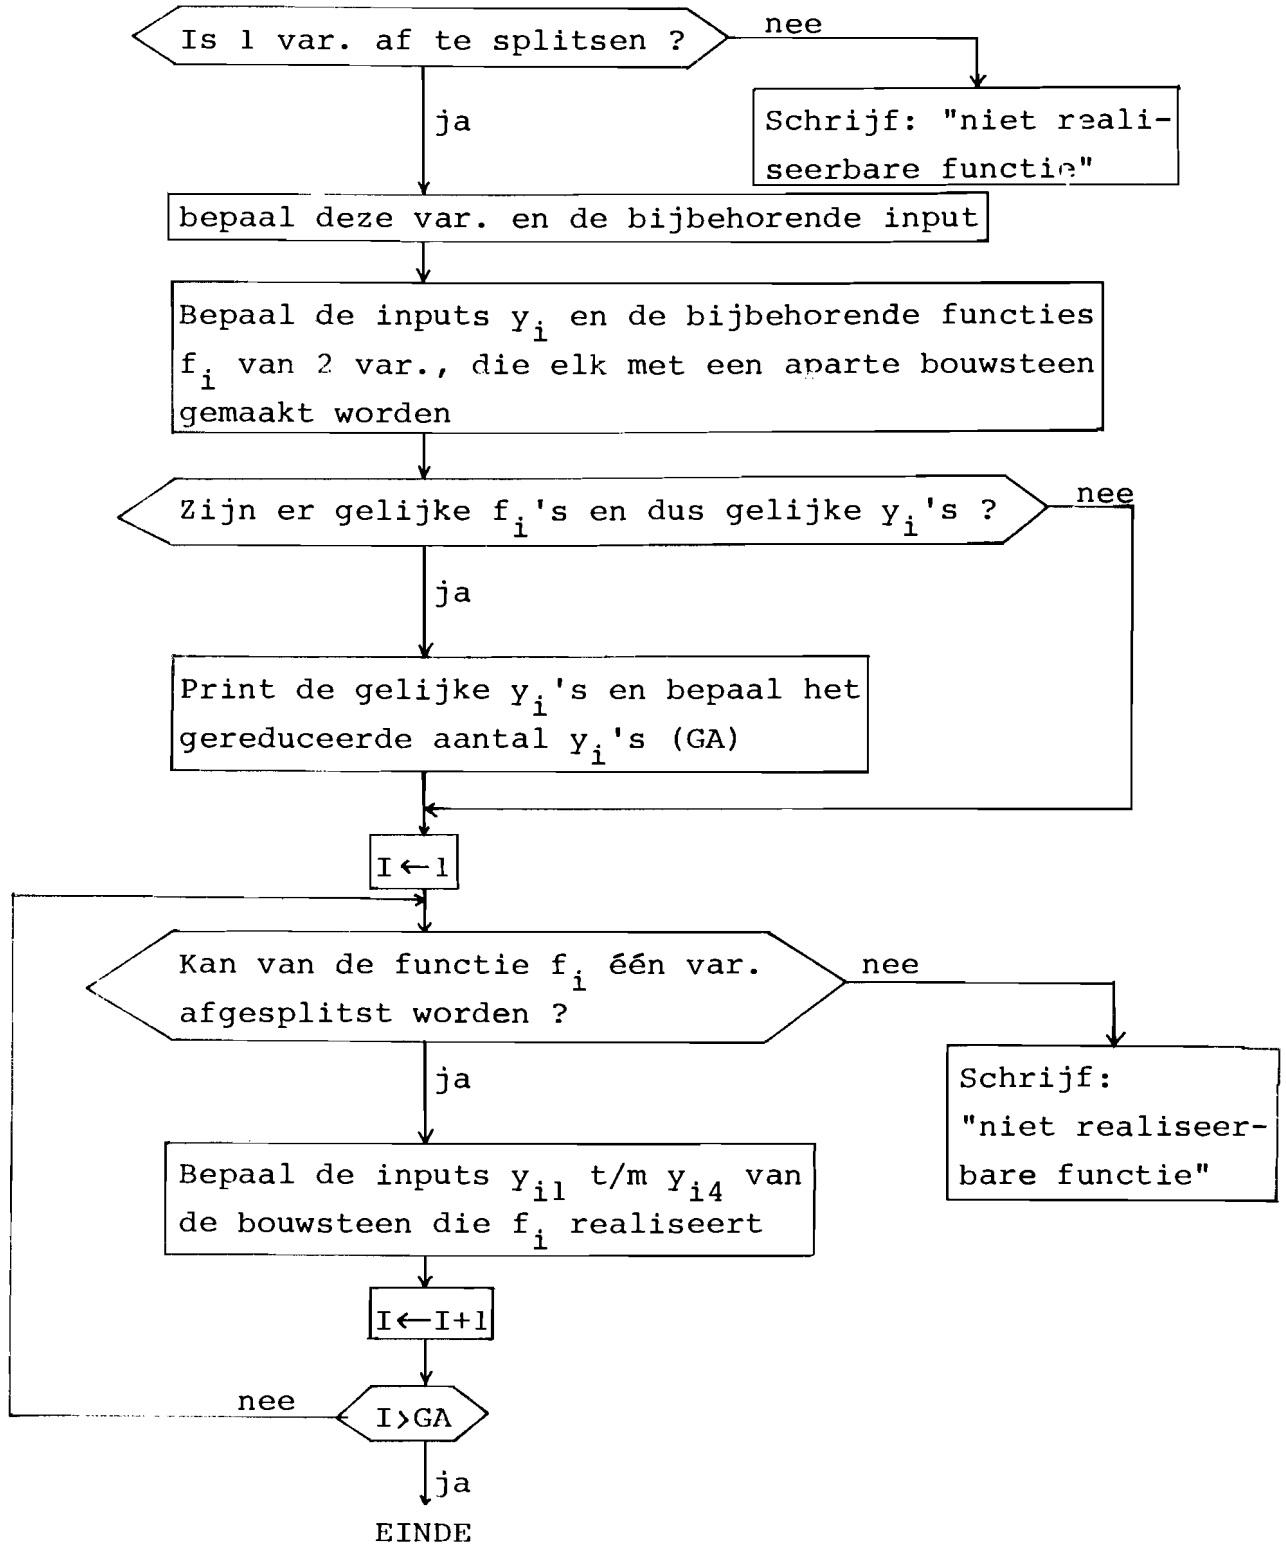 Is 1 var. af te splitsen ?
nee
ja
Schrijf: "niet reali-
seerbare functie"
bepaal deze var. en de bijbehorende input
Bepaal de inputs y_i en de bijbehorende functies
f_i van 2 var., die elk met een aparte bouwsteen
gemaakt worden
Zijn er gelijke f_i's en dus gelijke y_i's ?
nee
ja
Print de gelijke y_i's en bepaal het
gereduceerde aantal y_i's (GA)
I←1
Kan van de functie f_i één var.
afgesplitst worden ?
nee
ja
Schrijf:
"niet realiseer-
bare functie"
Bepaal de inputs y_i1 t/m y_i4 van
de bouwsteen die f_i realiseert
I←I+1
nee
I>GA
ja
EINDE